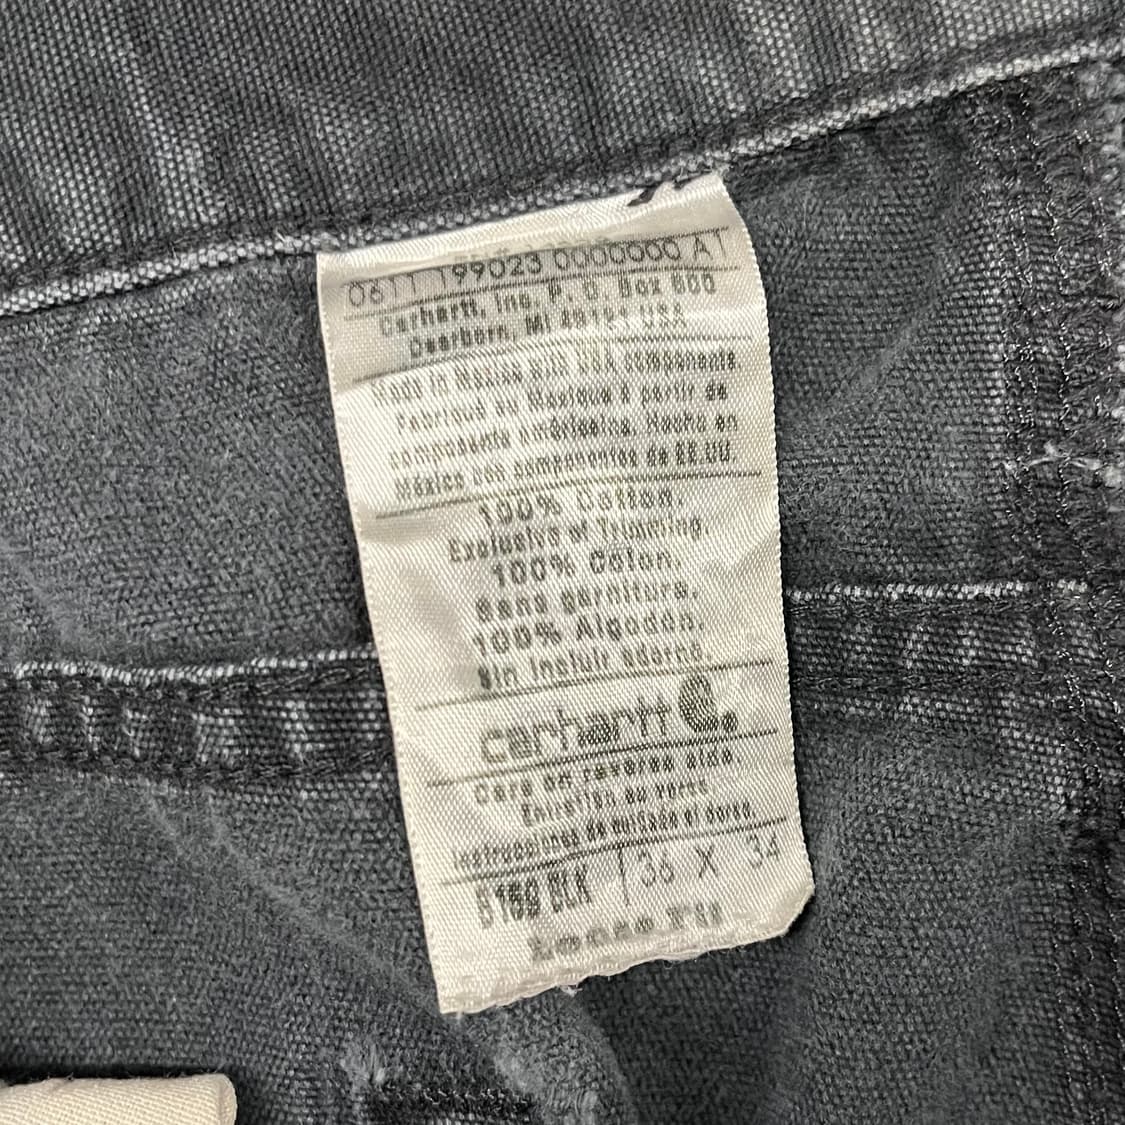 0611 199023 0000000 A1
Carhartt, Inc. P. O. Box 600
Dearborn, MI 48121 USA
Made in Mexico with USA components
Fabriqué au Mexique à partir de
composants américains. Hecho en
México con componentes de EE.UU.
100% Cotton.
Exclusive of Trimming.
100% Coton.
Sans garniture.
100% Algodon.
Sin incluir adorno
carhartt
Care on reverse side
Entretien au verso
Instrucciones de cuidado al dorso.
B159 BLK 36 X 34
Loose Fit